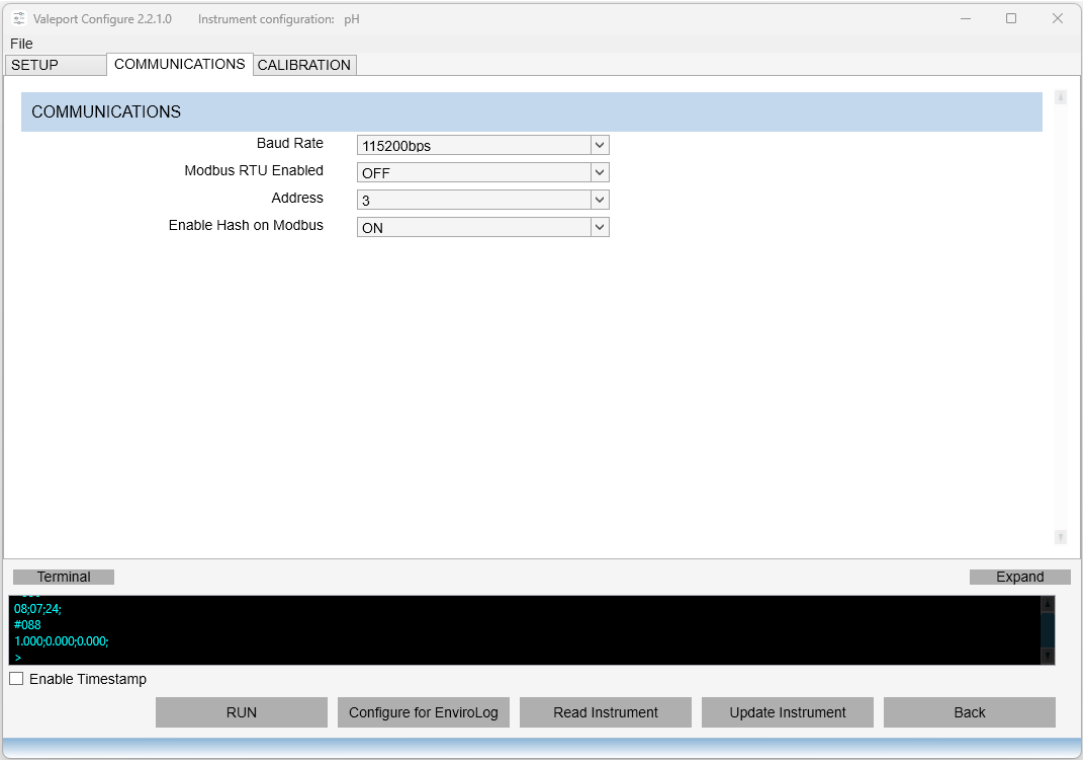 Valeport Configure 2.2.1.0 Instrument configuration: pH
File
SETUP COMMUNICATIONS CALIBRATION
COMMUNICATIONS
Baud Rate 115200bps
Modbus RTU Enabled OFF
Address 3
Enable Hash on Modbus ON
Terminal Expand
08;07;24;
#088
1.000;0.000;0.000;
>
Enable Timestamp
RUN Configure for EnviroLog Read Instrument Update Instrument Back